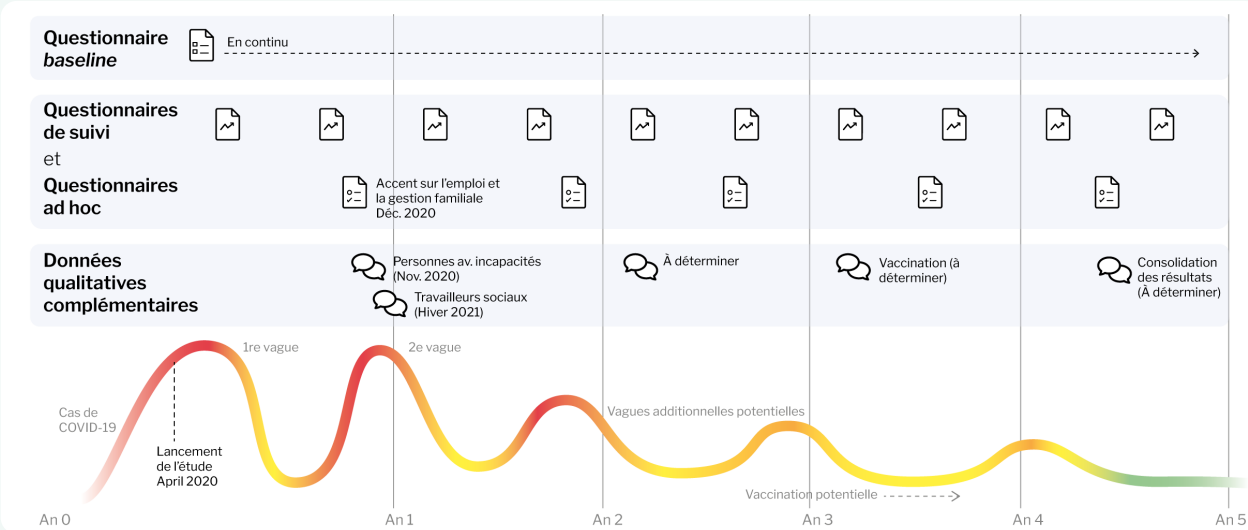 Questionnaire
baseline
En continu
Questionnaires
de suivi
et
Questionnaires
ad hoc
Accent sur l'emploi et
la gestion familiale
Déc. 2020
Données
qualitatives
complémentaires
Personnes av. incapacités
(Nov. 2020)
Travailleurs sociaux
(Hiver 2021)
À déterminer
Vaccination (à
déterminer)
Consolidation
des résultats
(À déterminer)
1re vague
2e vague
Cas de
COVID-19
Vagues additionnelles potentielles
Lancement
de l'étude
April 2020
Vaccination potentielle
An 0
An 1
An 2
An 3
An 4
An 5